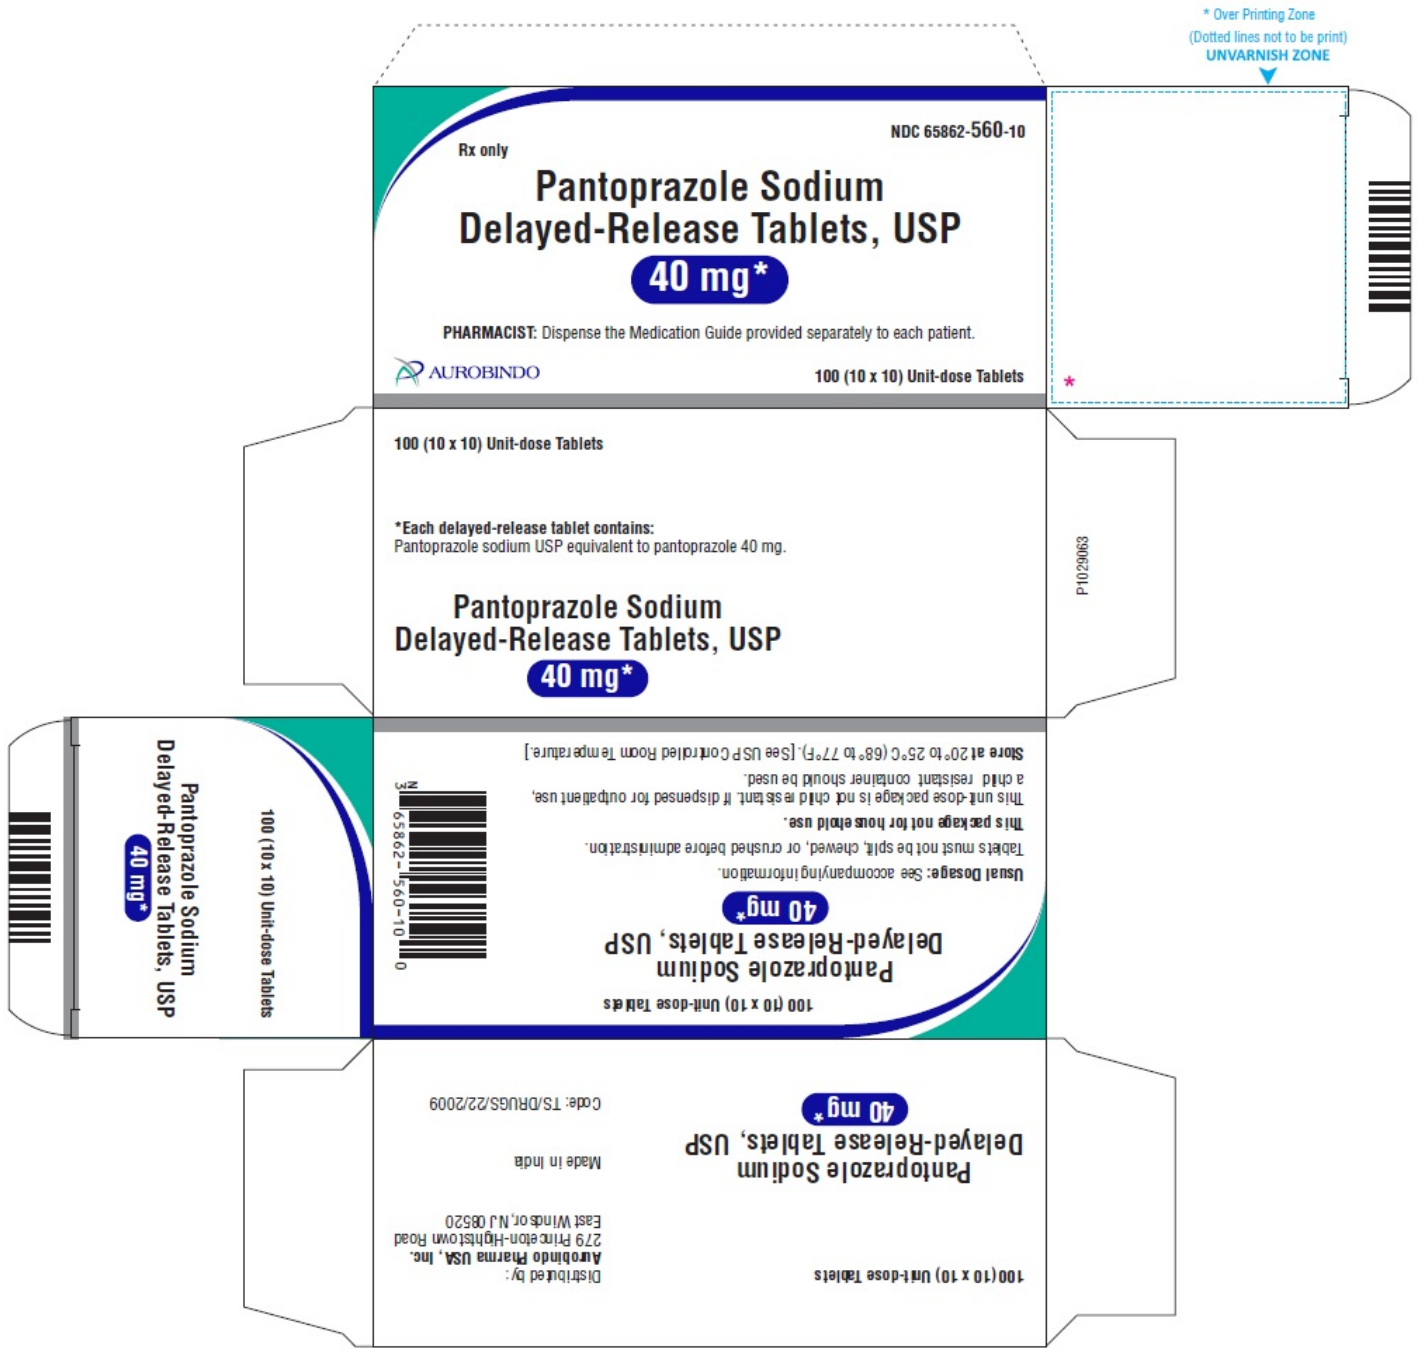 * Over Printing Zone
(Dotted lines not to be print)
UNVARNISH ZONE
NDC 65862-560-10
Rx only
Pantoprazole Sodium
Delayed-Release Tablets, USP
40 mg*
PHARMACIST: Dispense the Medication Guide provided separately to each patient.
AUROBINDO
100 (10 x 10) Unit-dose Tablets
*
100 (10 x 10) Unit-dose Tablets
*Each delayed-release tablet contains:
Pantoprazole sodium USP equivalent to pantoprazole 40 mg.
Pantoprazole Sodium
Delayed-Release Tablets, USP
40 mg*
P1029063
Pantoprazole Sodium
Delayed-Release Tablets, USP
40 mg*
100 (10 x 10) Unit-dose Tablets
100 (10 x 10) Unit-dose Tablets
Pantoprazole Sodium
Delayed-Release Tablets, USP
40 mg*
Usual Dosage: See accompanying information.
Tablets must not be split, chewed, or crushed before administration.
This package not for household use.
This unit-dose package is not child resistant. If dispensed for outpatient use,
a child resistant container should be used.
Store at 20° to 25°C (68° to 77°F). [See USP Controlled Room Temperature.]
N
3 65862-560-10 0
100 (10 x 10) Unit-dose Tablets
Pantoprazole Sodium
Delayed-Release Tablets, USP
40 mg*
Distributed by:
Aurobindo Pharma USA, Inc.
279 Princeton-Hightstown Road
East Windsor, NJ 08520
Made in India
Code: TS/DRUGS/22/2009